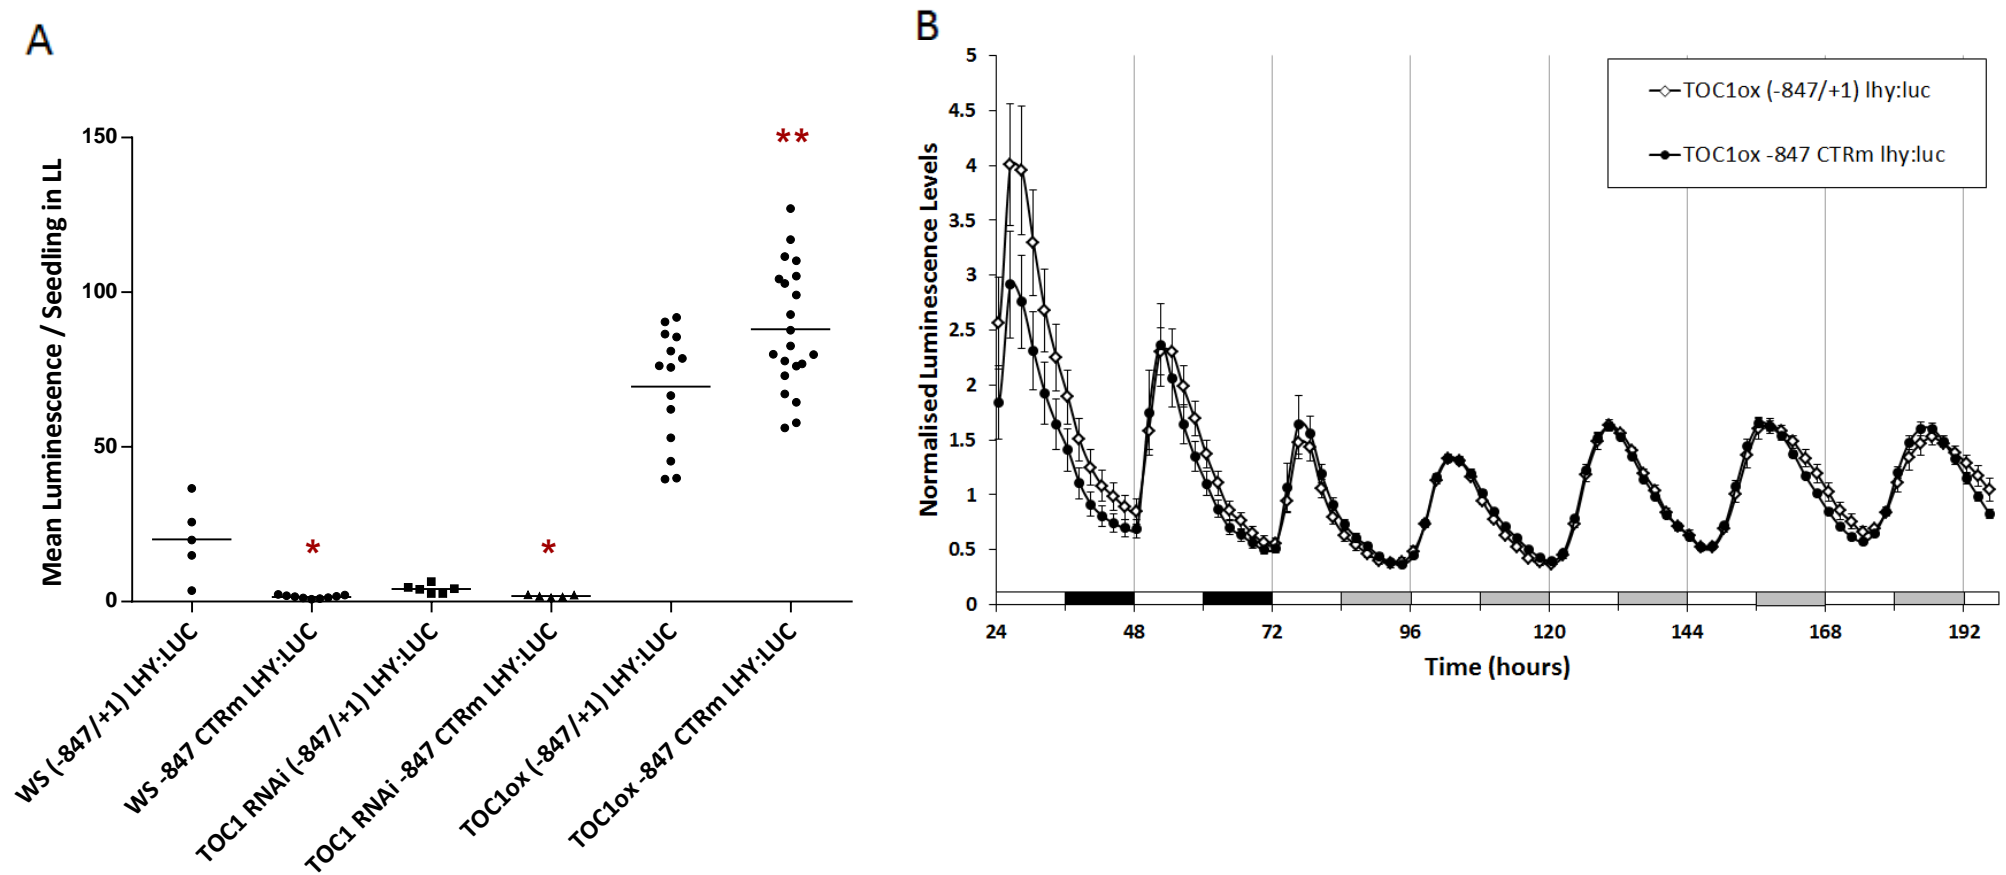 A
Mean Luminescence / Seedling in LL
150
100
50
0
**
*
*
WS (-847/+1) LHY:LUC
WS -847 CTRm LHY:LUC
TOC1 RNAi (-847/+1) LHY:LUC
TOC1 RNAi -847 CTRm LHY:LUC
TOC1ox (-847/+1) LHY:LUC
TOC1ox -847 CTRm LHY:LUC
B
Normalised Luminescence Levels
5
4.5
4
3.5
3
2.5
2
1.5
1
0.5
0
TOC1ox (-847/+1) lhy:luc
TOC1ox -847 CTRm lhy:luc
24 48 72 96 120 144 168 192
Time (hours)